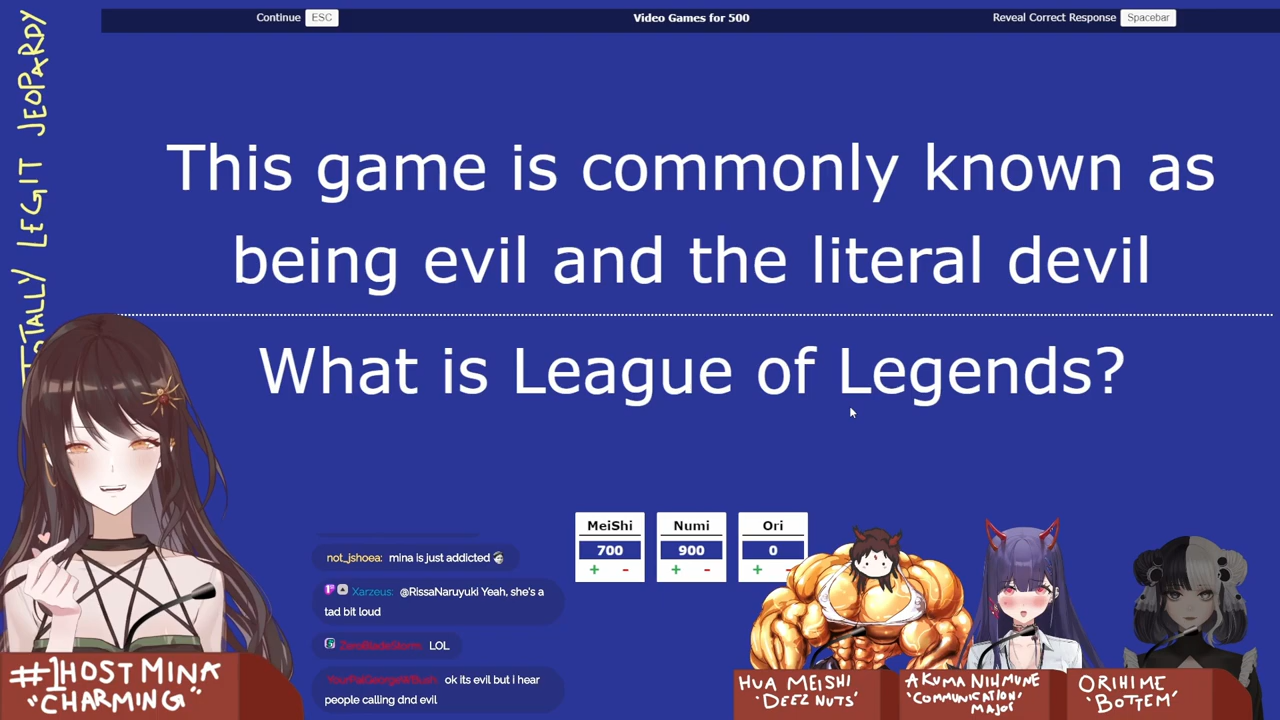 Continue ESC
Video Games for 500
Reveal Correct Response Spacebar
TOTALLY LEGIT JEOPARDY
This game is commonly known as
being evil and the literal devil
What is League of Legends?
MeiShi
700
+ -
Numi
900
+ -
Ori
0
+
not_jshoea: mina is just addicted
Xarzeus: @RissaNaruyuki Yeah, she's a
tad bit loud
ZeroBladeStorm: LOL
YourPalGeorgeWBush: ok its evil but i hear
people calling dnd evil
#1HOST MINA
"CHARMING"
HUA MEISHI
'DEEZ NUTS'
AKUMA NIHMUNE
'COMMUNICATION'
MAJOR
ORIHIME
'BOTTEM'